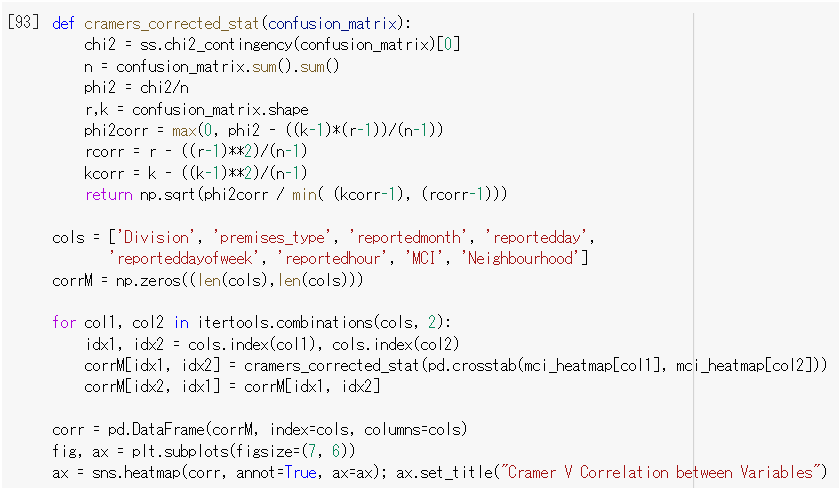 [93] def cramers_corrected_stat(confusion_matrix):
chi2 = ss.chi2_contingency(confusion_matrix)[0]
n = confusion_matrix.sum().sum()
phi2 = chi2/n
r,k = confusion_matrix.shape
phi2corr = max(0, phi2 - ((k-1)*(r-1))/(n-1))
rcorr = r - ((r-1)**2)/(n-1)
kcorr = k - ((k-1)**2)/(n-1)
return np.sqrt(phi2corr / min( (kcorr-1), (rcorr-1)))
cols = ['Division', 'premises_type', 'reportedmonth', 'reportedday',
'reporteddayofweek', 'reportedhour', 'MCI', 'Neighbourhood']
corrM = np.zeros((len(cols),len(cols)))
for col1, col2 in itertools.combinations(cols, 2):
idx1, idx2 = cols.index(col1), cols.index(col2)
corrM[idx1, idx2] = cramers_corrected_stat(pd.crosstab(mci_heatmap[col1], mci_heatmap[col2]))
corrM[idx2, idx1] = corrM[idx1, idx2]
corr = pd.DataFrame(corrM, index=cols, columns=cols)
fig, ax = plt.subplots(figsize=(7, 6))
ax = sns.heatmap(corr, annot=True, ax=ax); ax.set_title("Cramer V Correlation between Variables")